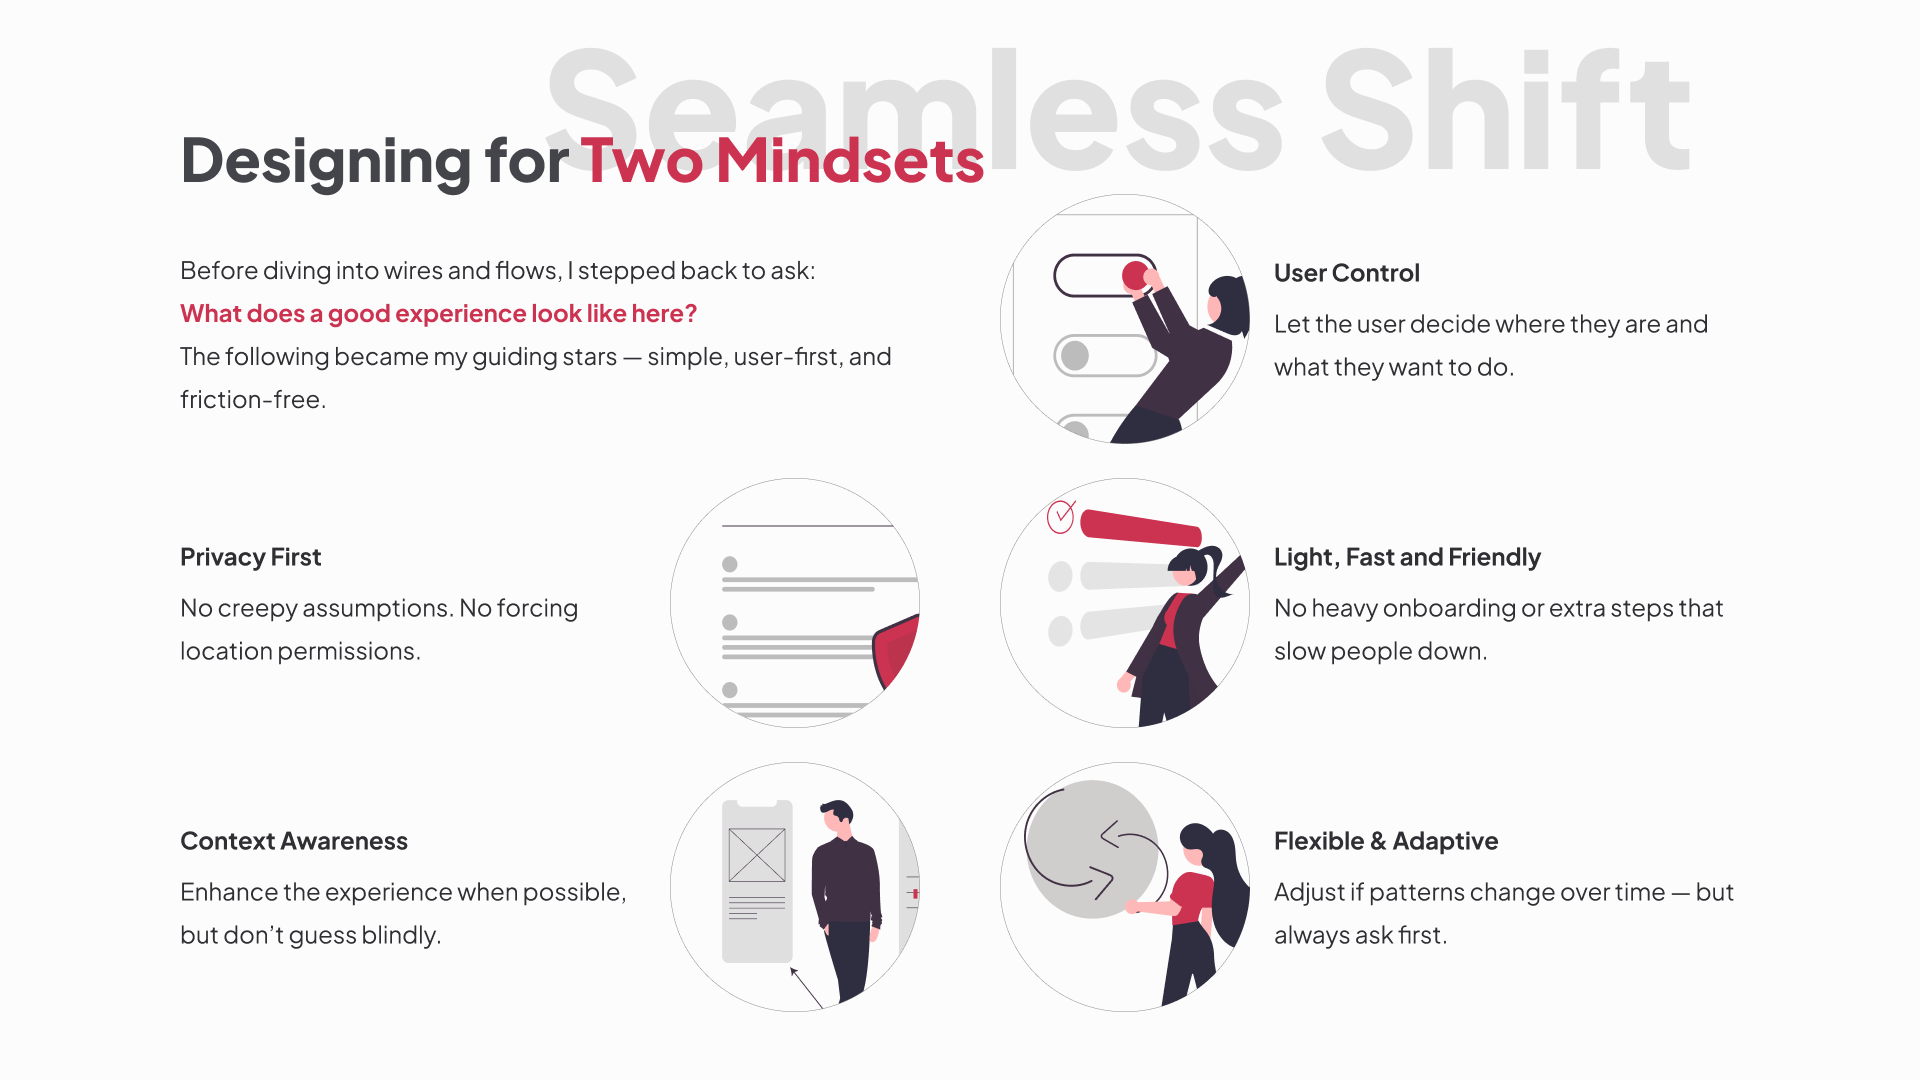 Seamless Shift
Designing for Two Mindsets
Before diving into wires and flows, I stepped back to ask:
What does a good experience look like here?
The following became my guiding stars — simple, user-first, and
friction-free.
User Control
Let the user decide where they are and
what they want to do.
Privacy First
No creepy assumptions. No forcing
location permissions.
Light, Fast and Friendly
No heavy onboarding or extra steps that
slow people down.
Context Awareness
Enhance the experience when possible,
but don’t guess blindly.
Flexible & Adaptive
Adjust if patterns change over time — but
always ask first.